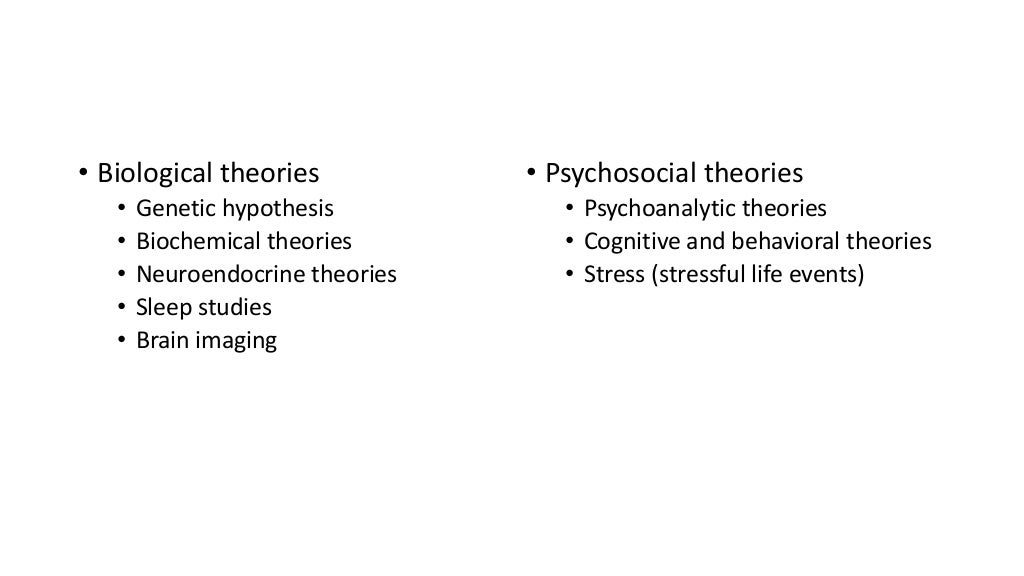 • Biological theories
• Genetic hypothesis
• Biochemical theories
• Neuroendocrine theories
• Sleep studies
• Brain imaging
• Psychosocial theories
• Psychoanalytic theories
• Cognitive and behavioral theories
• Stress (stressful life events)